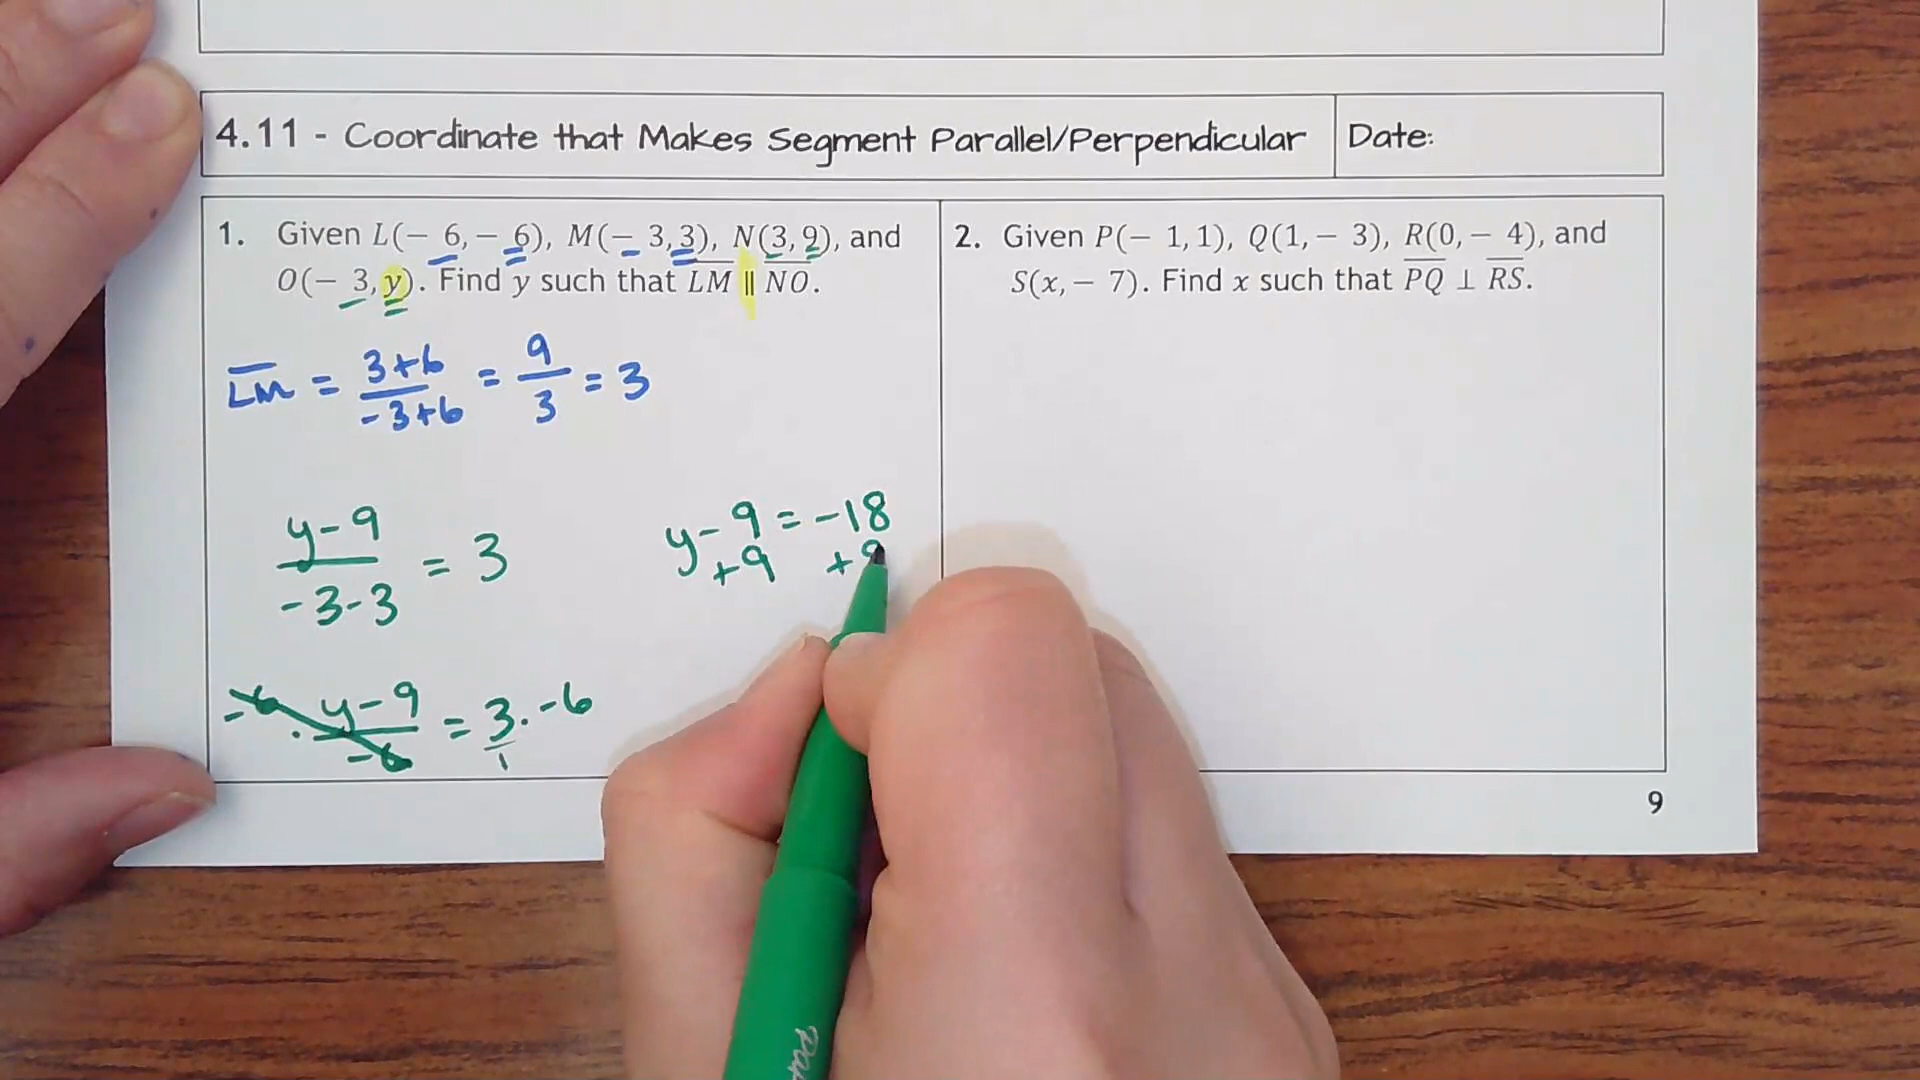 4.11 - Coordinate that Makes Segment Parallel/Perpendicular
Date:
1. Given L(− 6,− 6), M(− 3,3), N(3,9), and
O(− 3,y). Find y such that LM ∥ NO.
LM = 3+6/-3+6 = 9/3 = 3
y-9/-3-3 = 3
-6 · y-9/-6 = 3/1 · -6
y-9 = -18
+9 +9
2. Given P(− 1,1), Q(1,− 3), R(0,− 4), and
S(x,− 7). Find x such that PQ ⊥ RS.
9